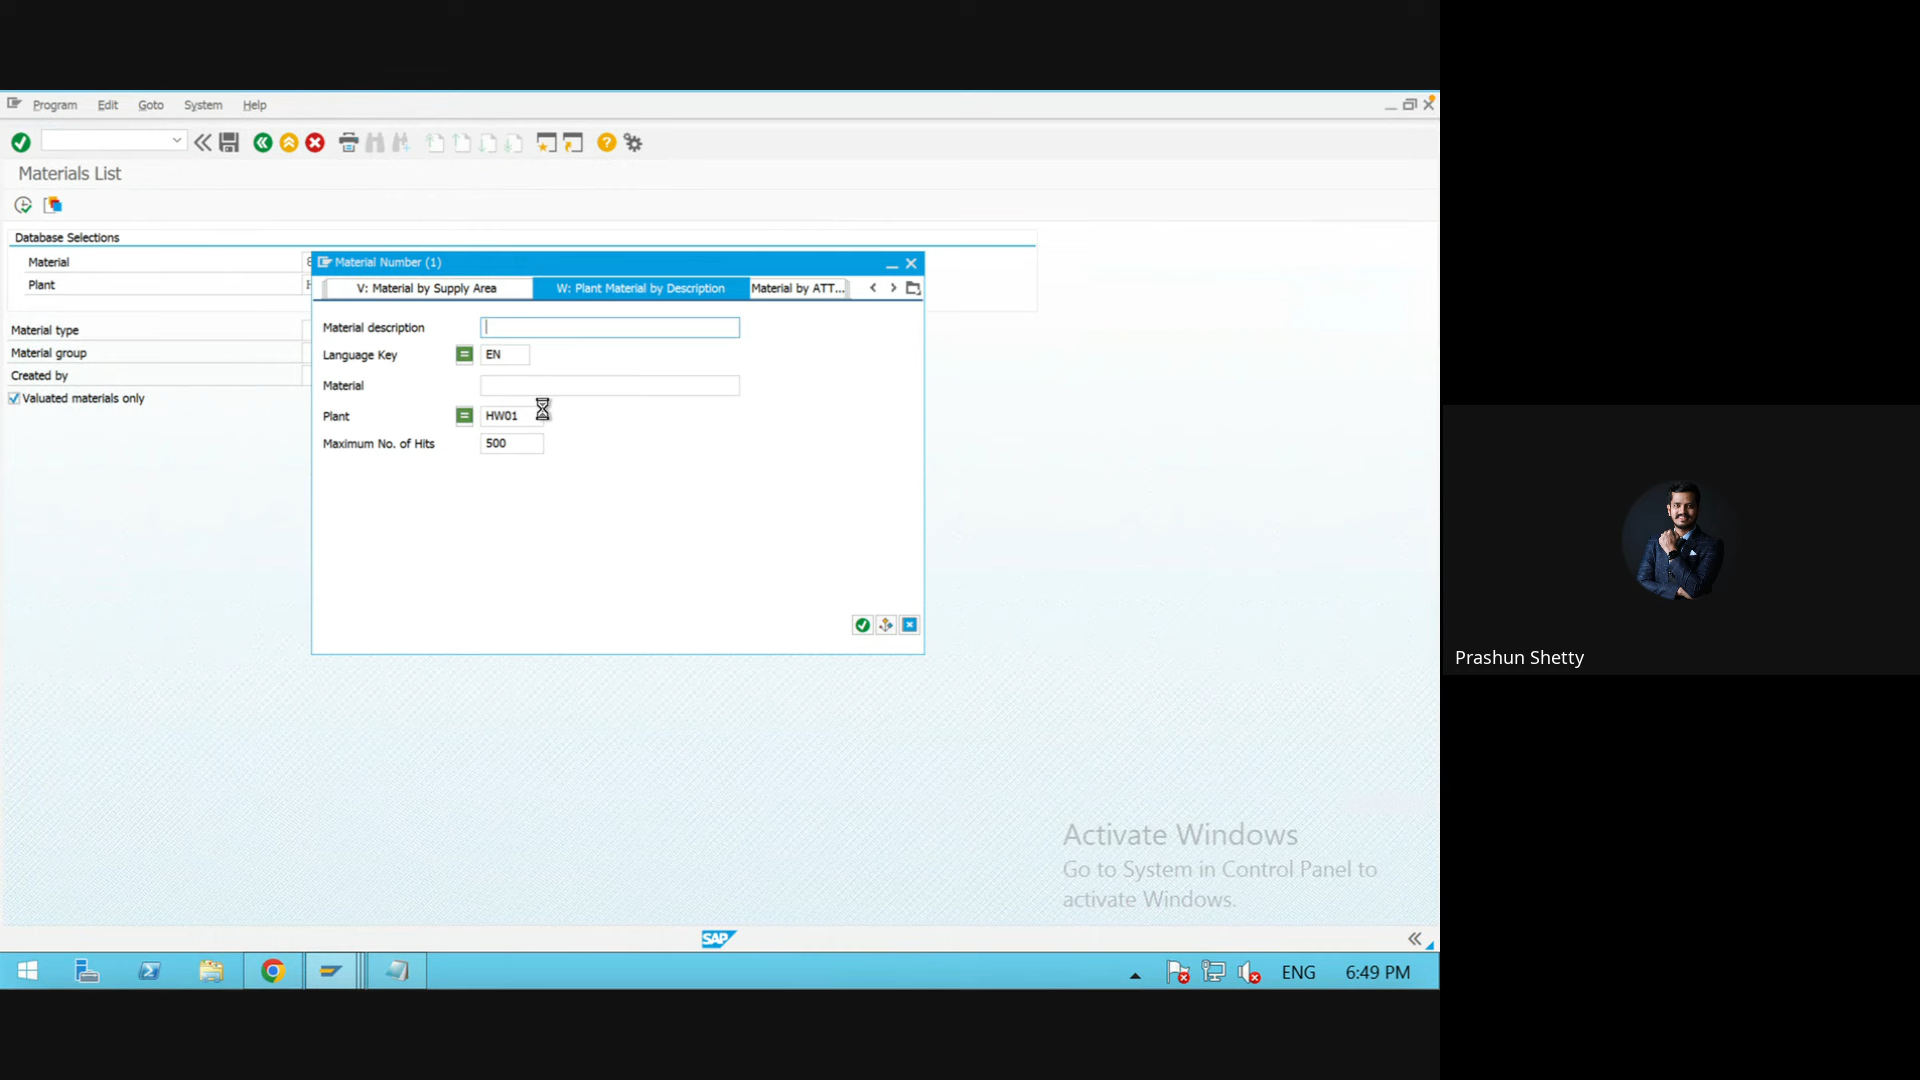 Program Edit Goto System Help
Materials List
Database Selections
Material
Plant
Material type
Material group
Created by
Valuated materials only
Material Number (1)
V: Material by Supply Area W: Plant Material by Description Material by ATT...
Material description
Language Key = EN
Material
Plant = HW01
Maximum No. of Hits 500
Activate Windows
Go to System in Control Panel to
activate Windows.
SAP
ENG 6:49 PM
Prashun Shetty